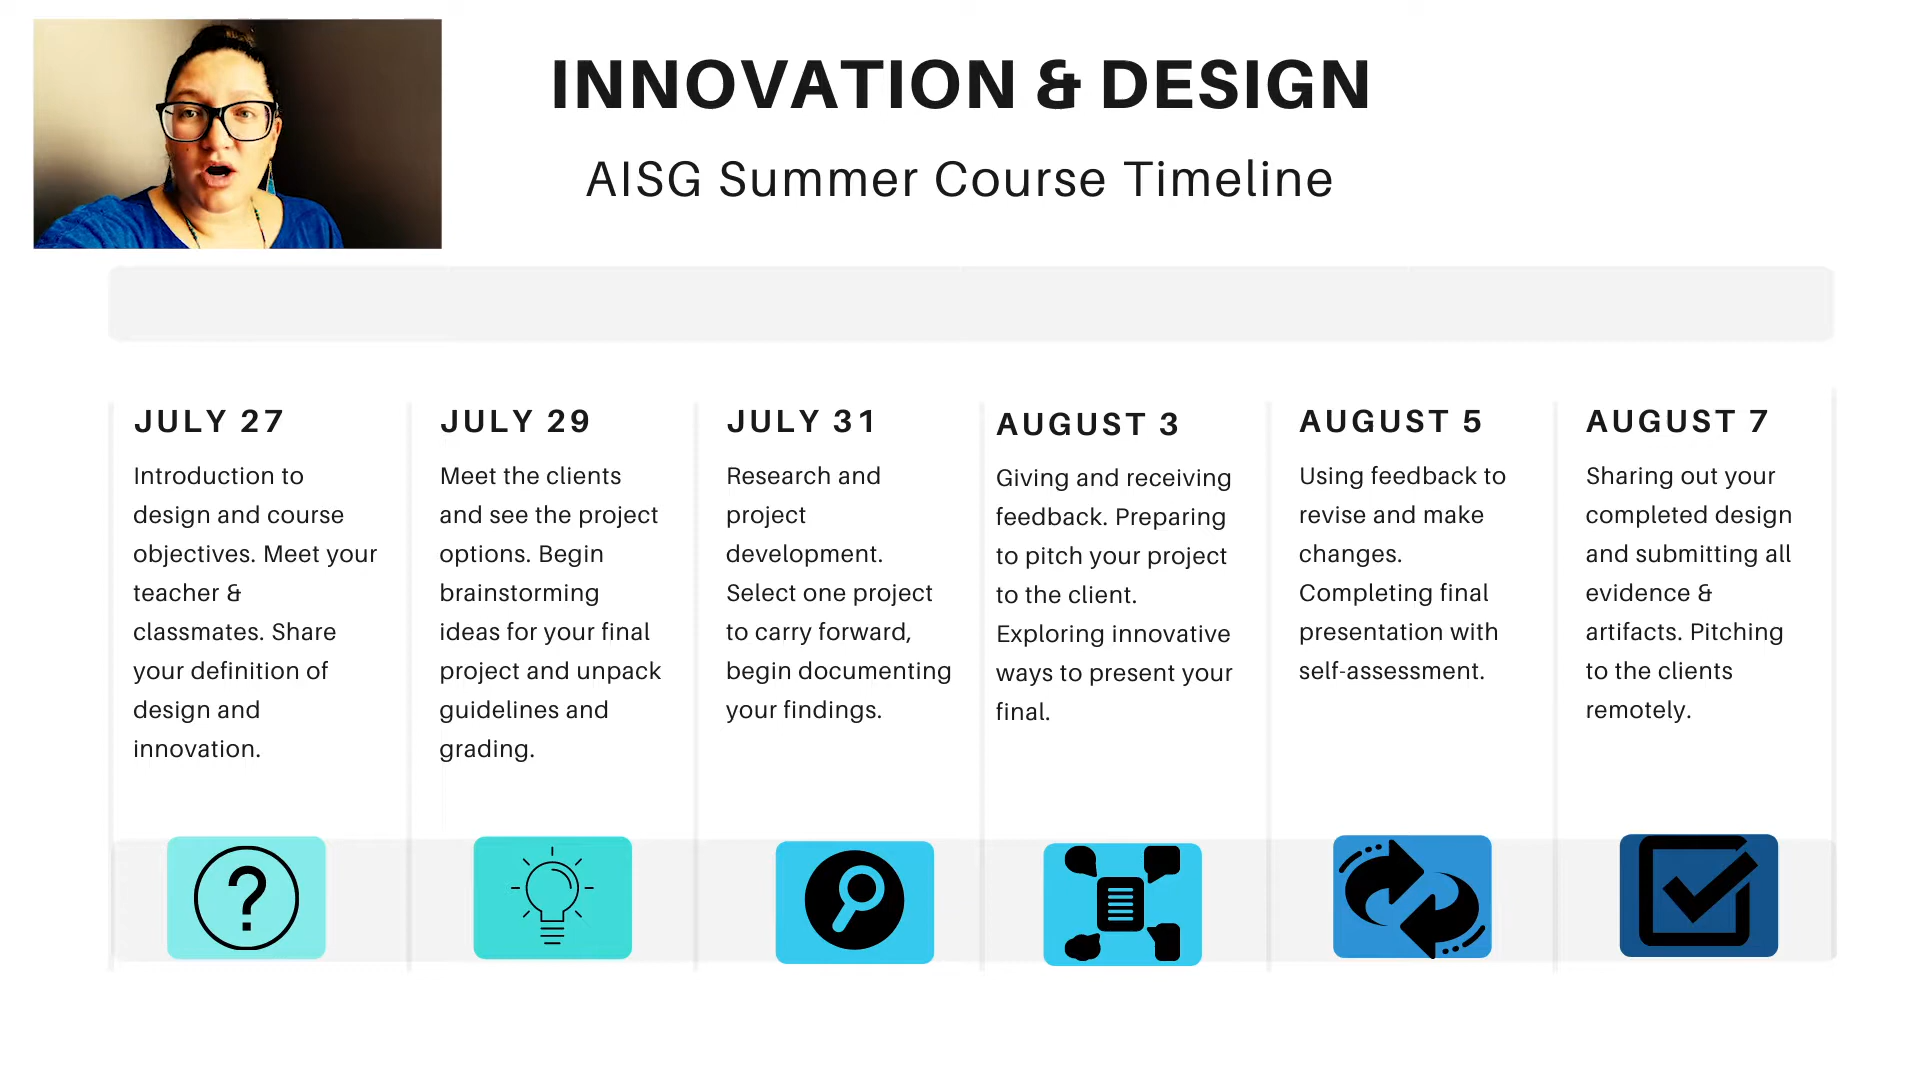 INNOVATION & DESIGN
AISG Summer Course Timeline
JULY 27
Introduction to
design and course
objectives. Meet your
teacher &
classmates. Share
your definition of
design and
innovation.
JULY 29
Meet the clients
and see the project
options. Begin
brainstorming
ideas for your final
project and unpack
guidelines and
grading.
JULY 31
Research and
project
development.
Select one project
to carry forward,
begin documenting
your findings.
AUGUST 3
Giving and receiving
feedback. Preparing
to pitch your project
to the client.
Exploring innovative
ways to present your
final.
AUGUST 5
Using feedback to
revise and make
changes.
Completing final
presentation with
self-assessment.
AUGUST 7
Sharing out your
completed design
and submitting all
evidence &
artifacts. Pitching
to the clients
remotely.
?